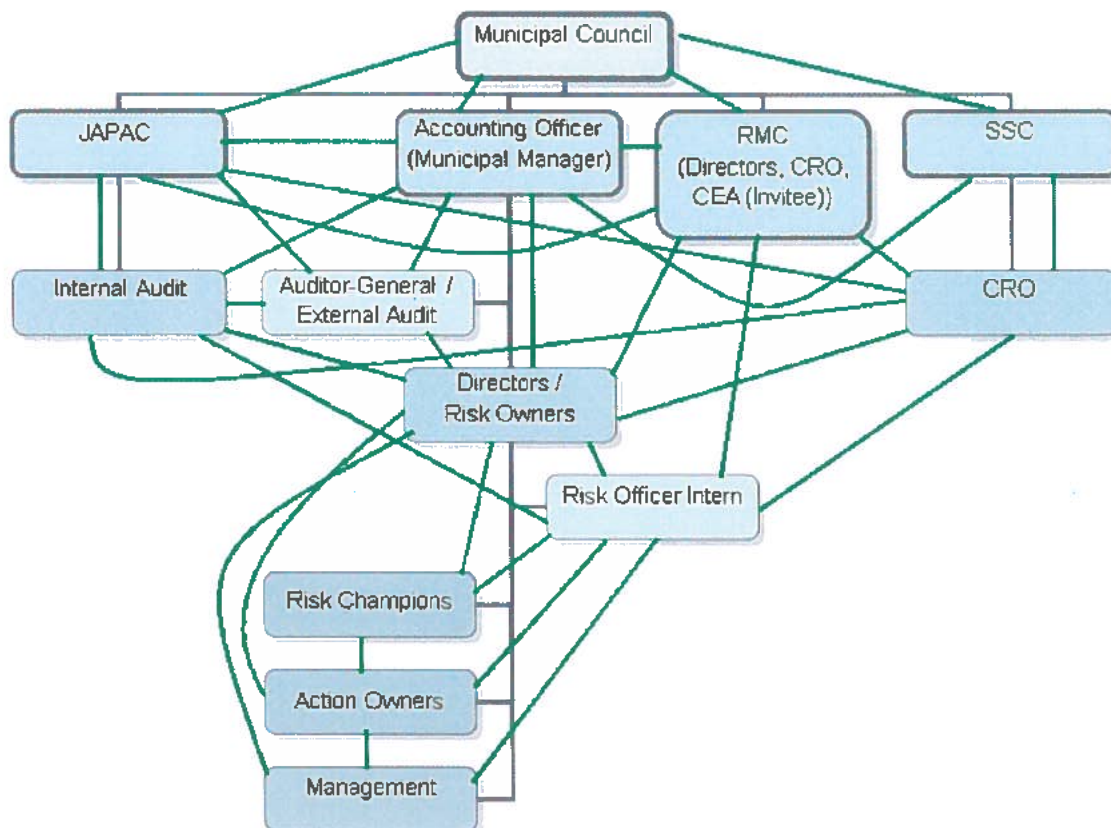 Municipal Council
JAPAC
Accounting Officer
(Municipal Manager)
RMC
(Directors, CRO,
CEA (Invitee))
SSC
Internal Audit
Auditor-General /
External Audit
CRO
Directors /
Risk Owners
Risk Officer Intern
Risk Champions
Action Owners
Management